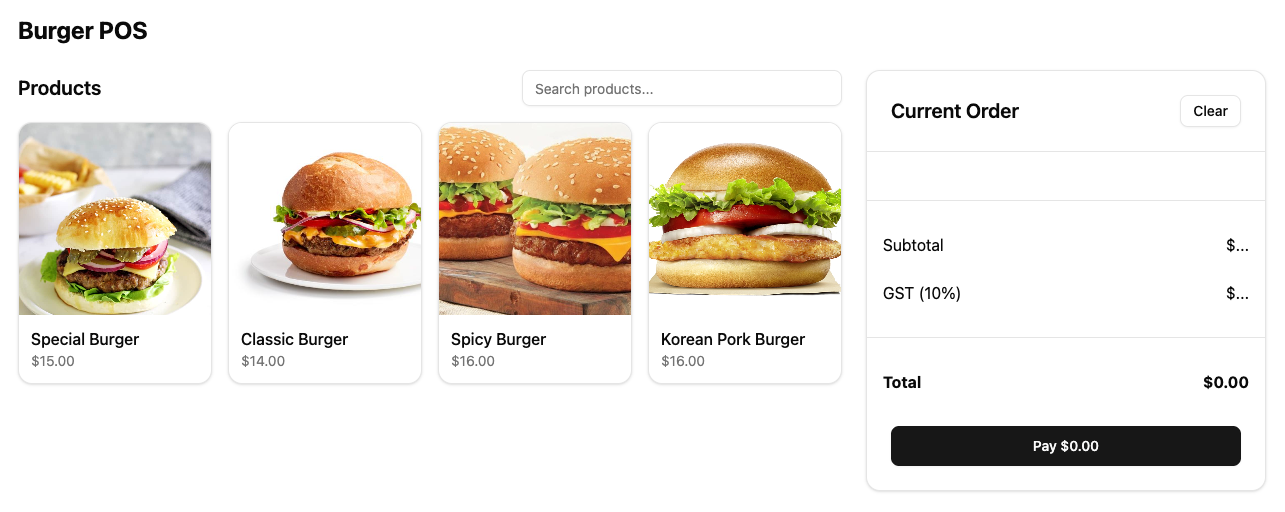 Burger POS
Products
Search products...
Special Burger
$15.00
Classic Burger
$14.00
Spicy Burger
$16.00
Korean Pork Burger
$16.00
Current Order
Clear
Subtotal $...
GST (10%) $...
Total $0.00
Pay $0.00